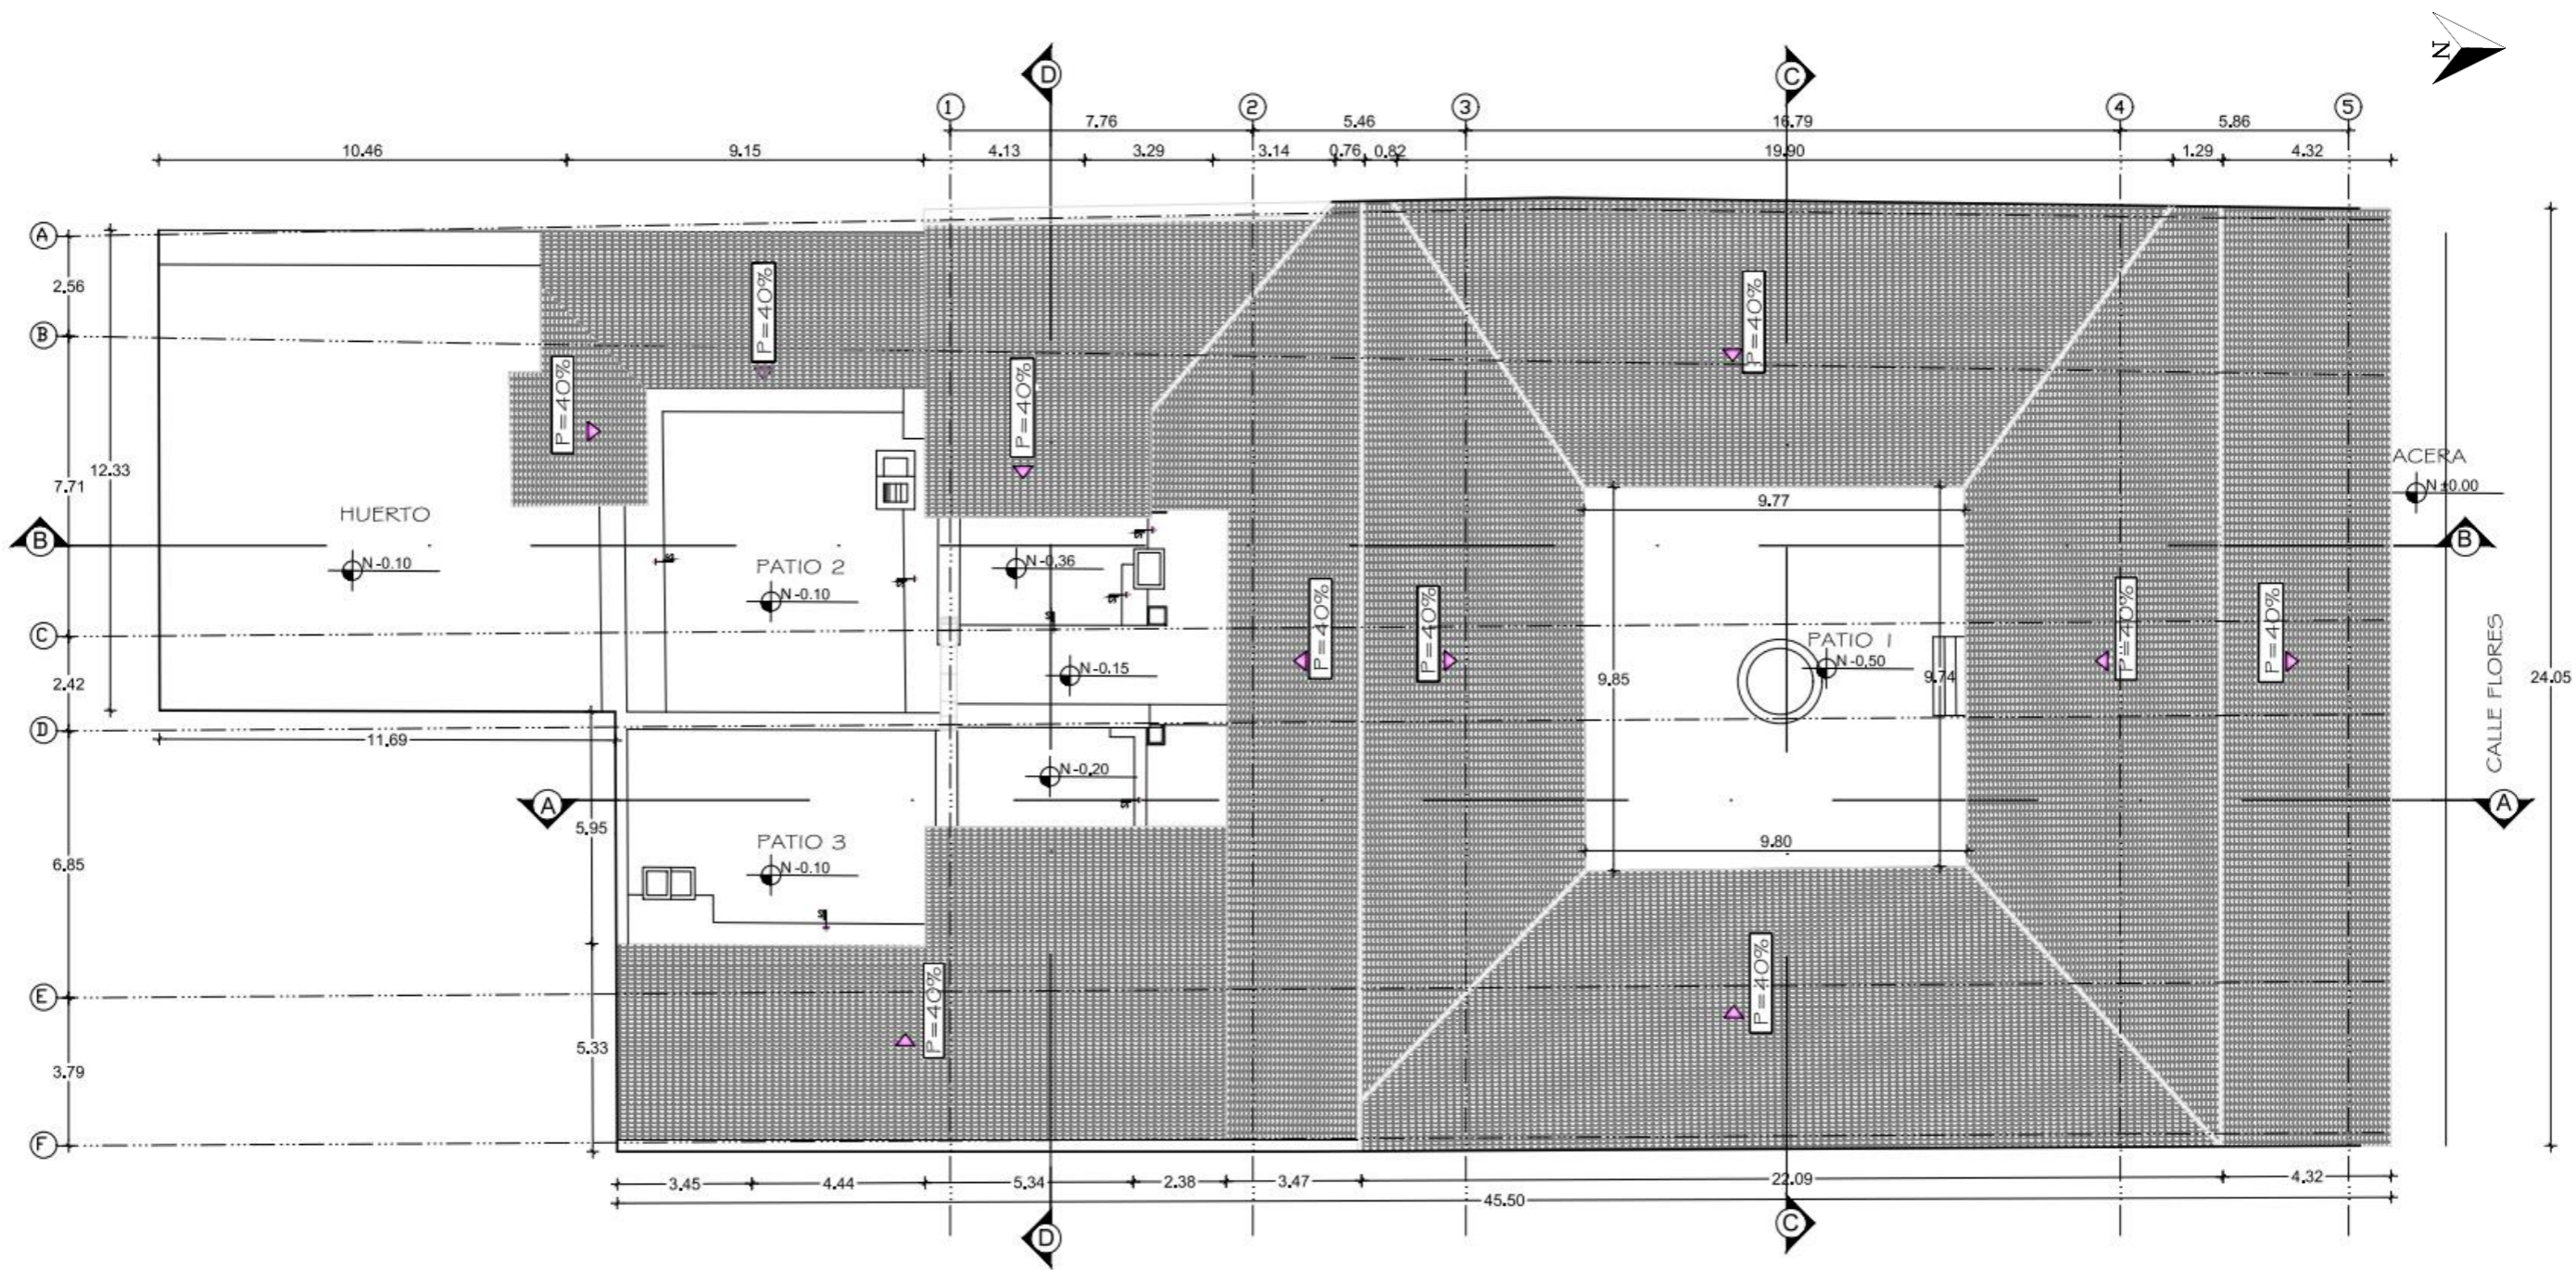 N
D
C
1
2
3
4
5
7.76
5.46
16.79
5.86
10.46
9.15
4.13
3.29
3.14
0.76
0.82
19.90
1.29
4.32
A
2.56
B
7.71
12.33
P=40%
P=40%
P=40%
P=40%
HUERTO
N-0.10
B
PATIO 2
N-0.10
N-0,36
9.77
ACERA
N±0.00
B
C
2.42
D
11.69
N-0.15
P=40%
P=40%
9.85
PATIO 1
N-0,50
9.74
P=40%
P=40%
CALLE FLORES
24.05
A
N-0,20
5.95
6.85
PATIO 3
N-0.10
9.80
A
E
5.33
3.79
P=40%
P=40%
F
3.45
4.44
5.34
2.38
3.47
22.09
4.32
45.50
D
C